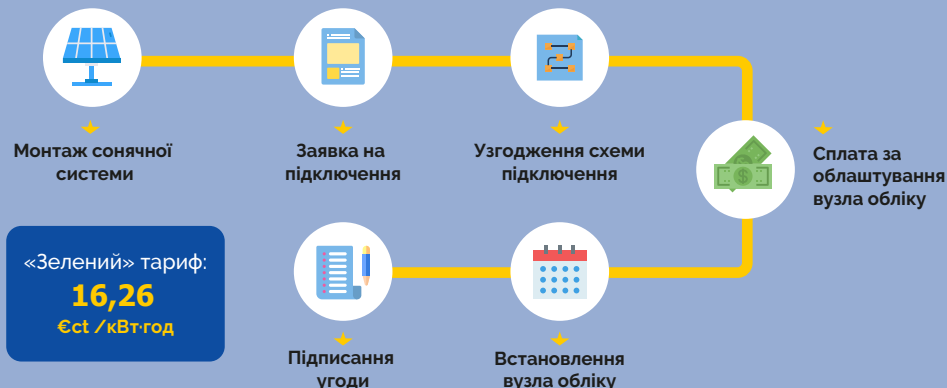 Монтаж сонячної
системи
Заявка на
підключення
Узгодження схеми
підключення
Сплата за
облаштування
вузла обліку
«Зелений» тариф:
16,26
€ct /кВт·год
Підписання
угоди
Встановлення
вузла обліку